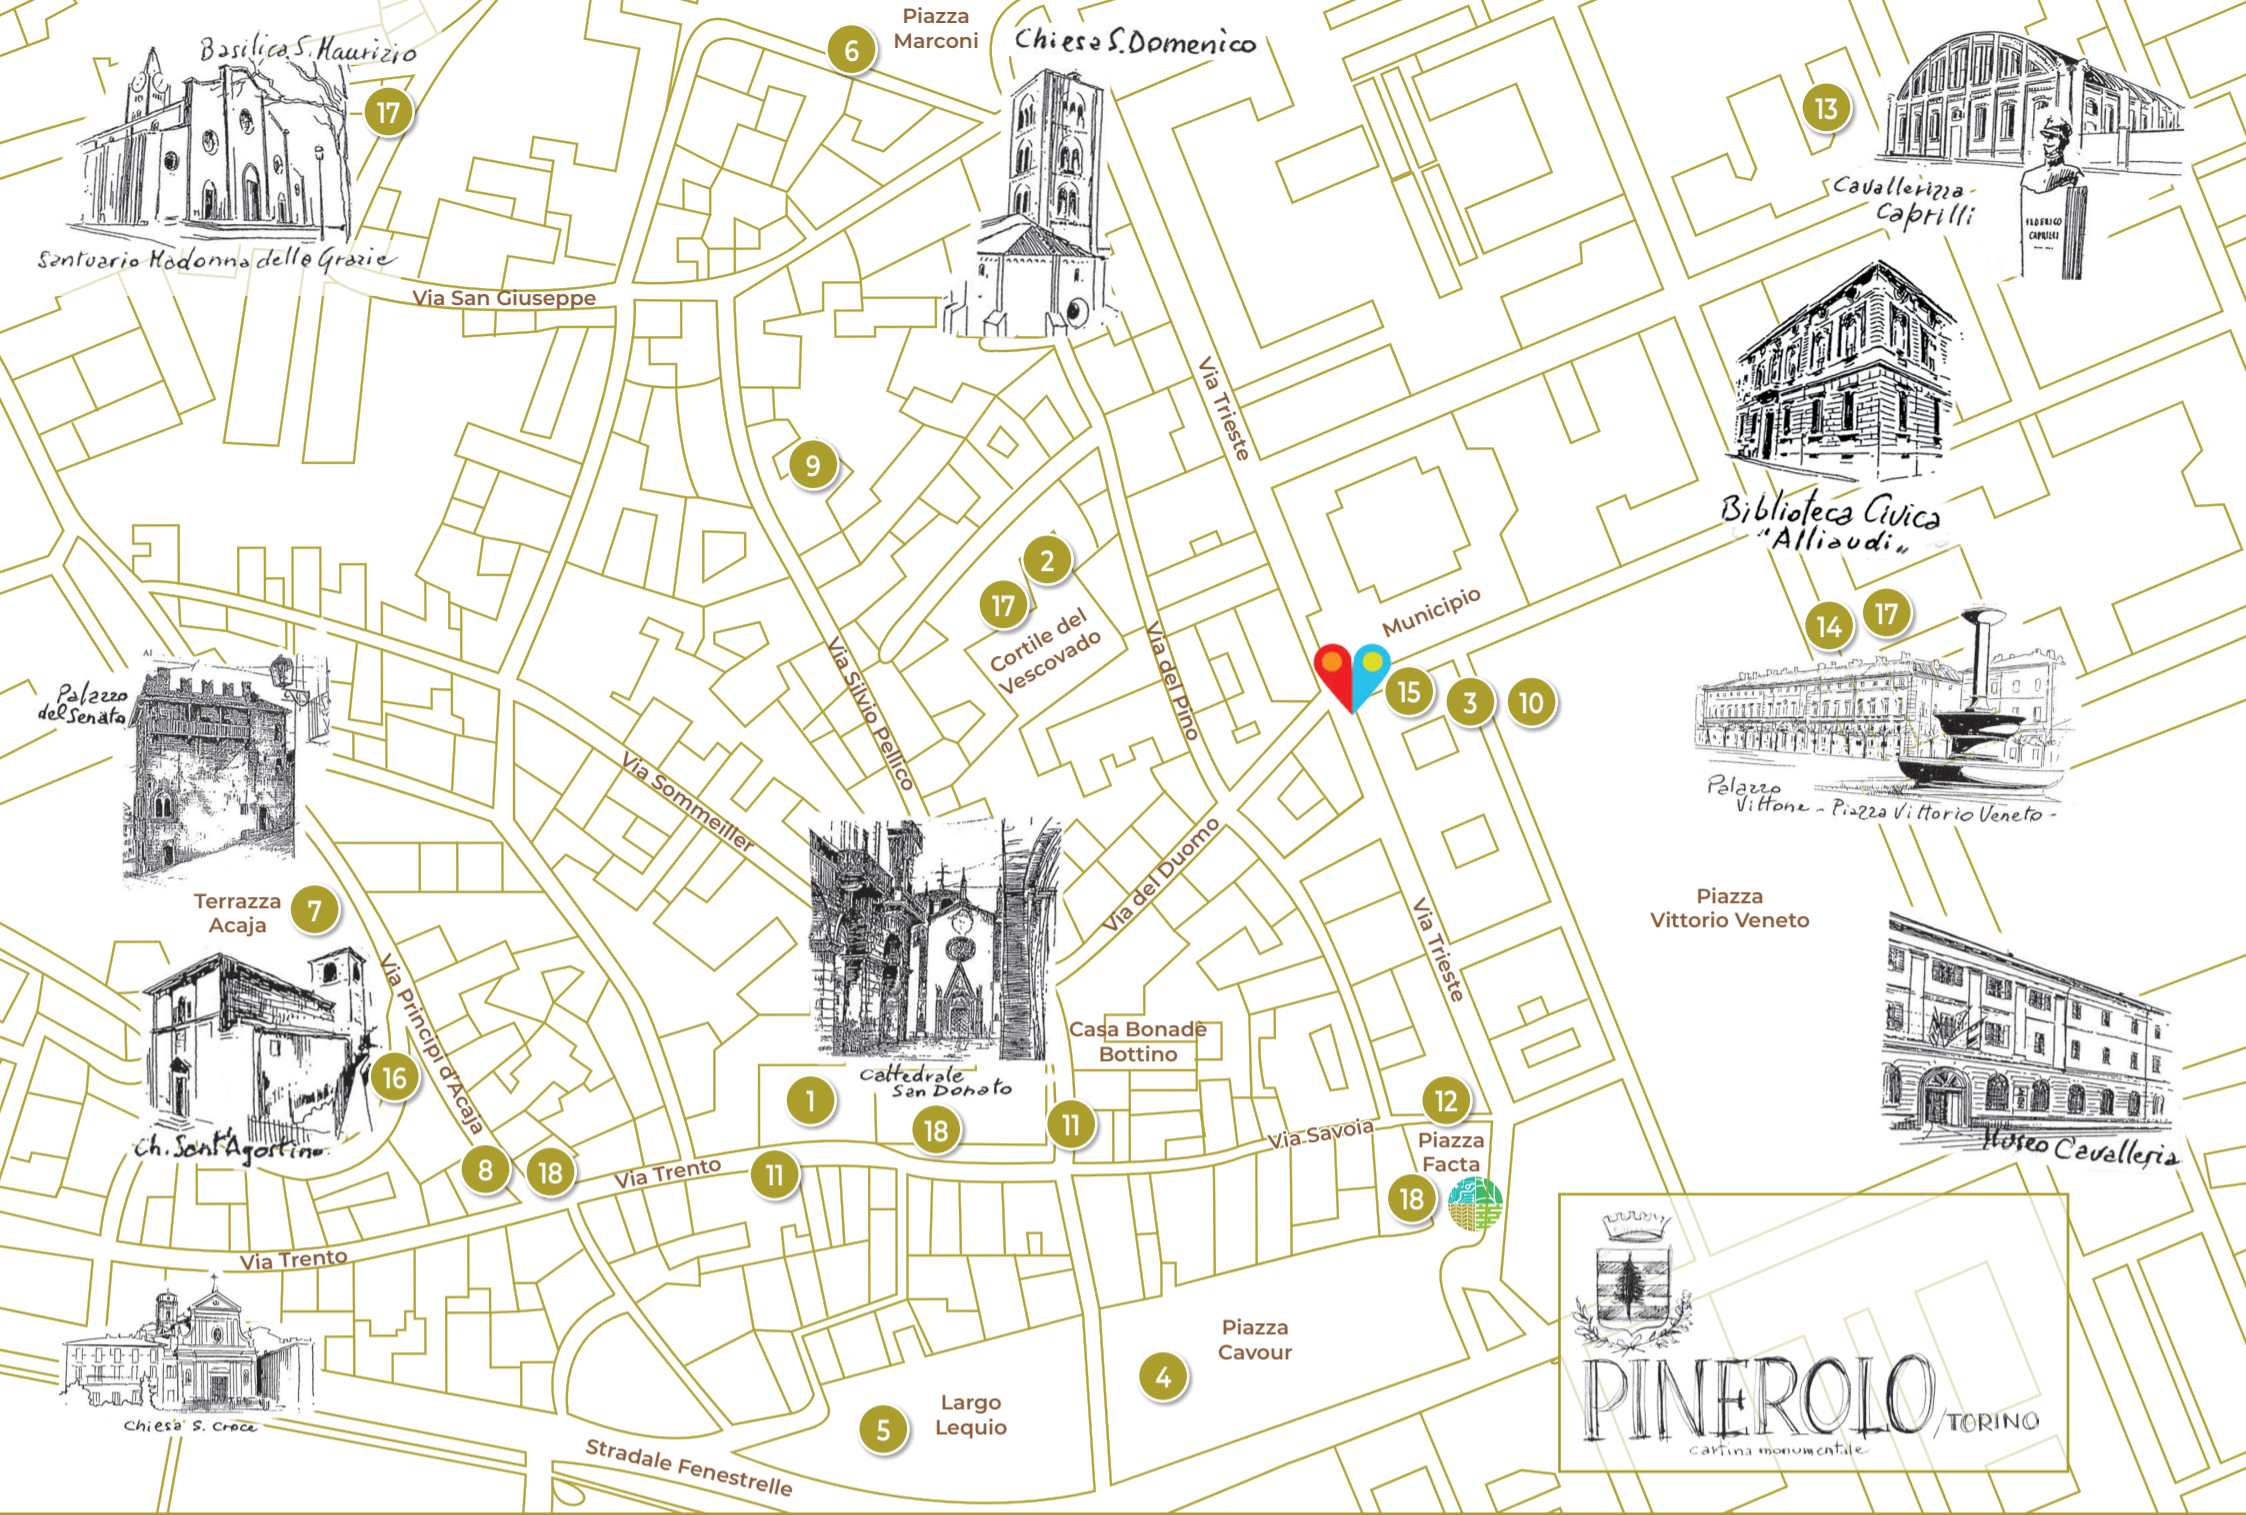 Basilica S. Maurizio
17
Santuario Madonna delle Grazie
6
Piazza
Marconi
Chiesa S. Domenico
13
Cavallerizza
Caprilli
FEDERICO
CAPRILLI
Via San Giuseppe
Via Trieste
9
Biblioteca Civica
"Alliaudi"
2
17
Cortile del
Vescovado
Via Silvio Pellico
Via del Pino
Municipio
15
3
10
14
17
Palazzo
Vittone - Piazza Vittorio Veneto -
Palazzo
del Senato
Via Sommeiller
Via del Duomo
Via Trieste
Piazza
Vittorio Veneto
Terrazza
Acaja
7
Via Principi d'Acaja
16
Ch. Sant'Agostino
Casa Bonadè
Bottino
Cattedrale
San Donato
1
18
11
12
Via Savoia
Piazza
Facta
18
Museo Cavalleria
8
18
Via Trento
11
Via Trento
Chiesa S. Croce
Piazza
Cavour
4
Largo
Lequio
5
Stradale Fenestrelle
PINEROLO/TORINO
cartina monumentale